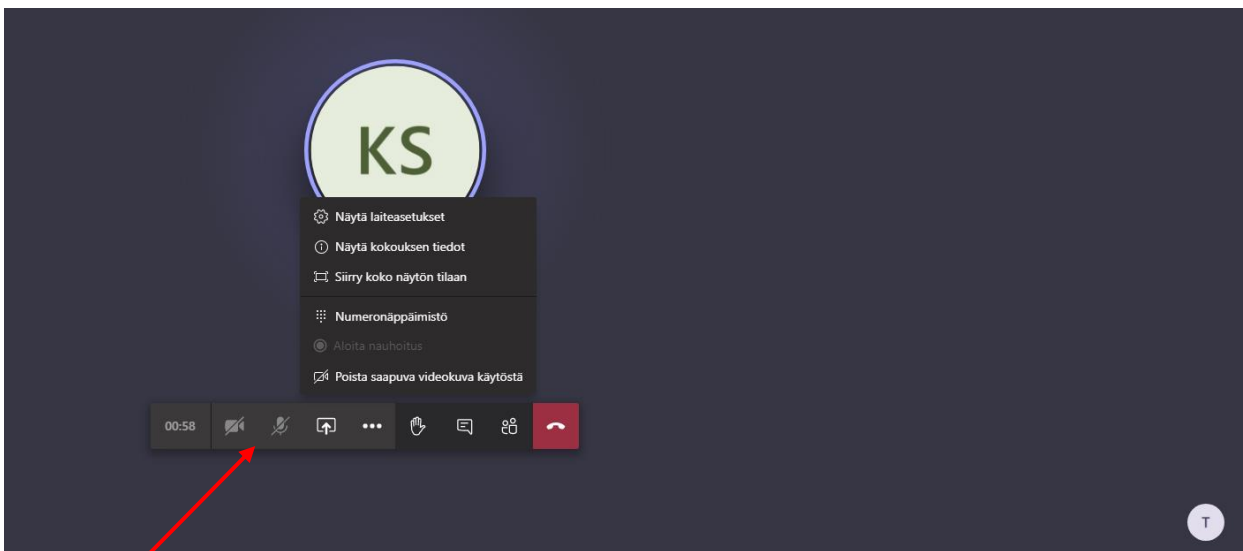 KS
Näytä laiteasetukset
Näytä kokouksen tiedot
Siirry koko näytön tilaan
Numeronäppäimistö
Aloita nauhoitus
Poista saapuva videokuva käytöstä
00:58
T